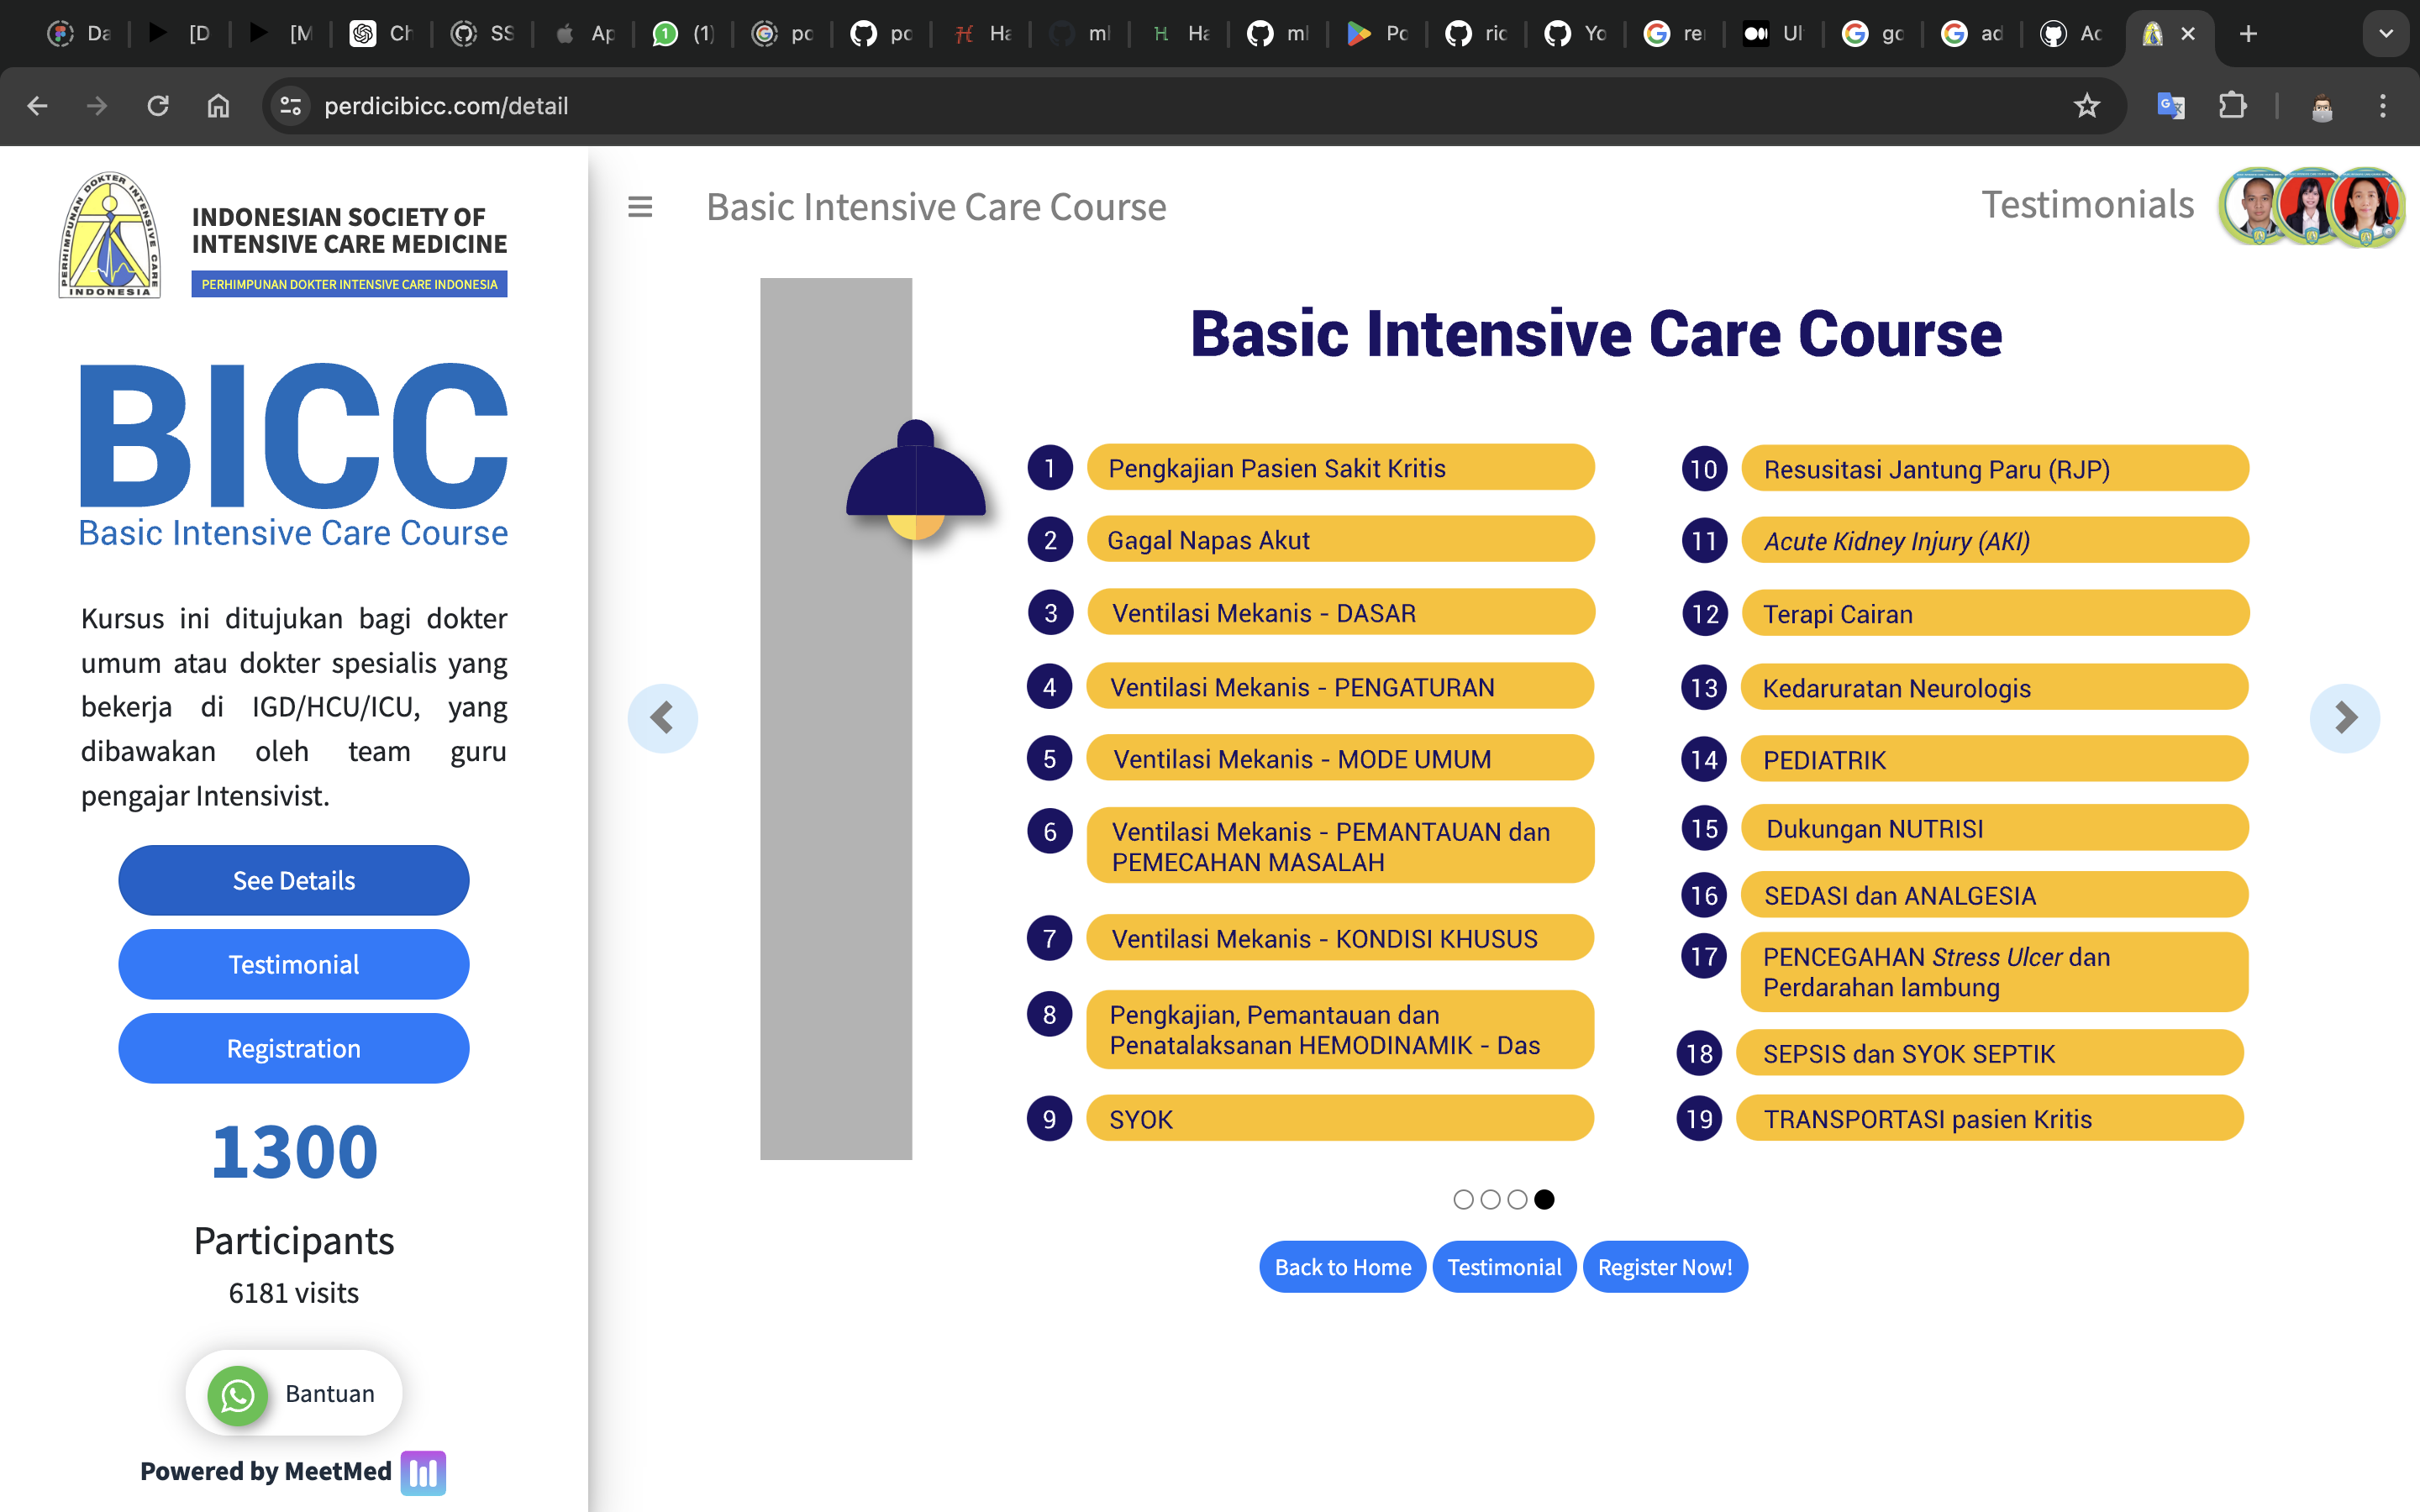 Da
[D
[M
Ch
SS
Ap
(1)
po
po
Ha
ml
Ha
ml
Po
ric
Yo
re
Ul
go
ad
Ac
perdicibicc.com/detail
PERHIMPUNAN DOKTER INTENSIVE CARE
INDONESIA
INDONESIAN SOCIETY OF
INTENSIVE CARE MEDICINE
PERHIMPUNAN DOKTER INTENSIVE CARE INDONESIA
BICC
Basic Intensive Care Course
Kursus ini ditujukan bagi dokter
umum atau dokter spesialis yang
bekerja di IGD/HCU/ICU, yang
dibawakan oleh team guru
pengajar Intensivist.
See Details
Testimonial
Registration
1300
Participants
6181 visits
Bantuan
Powered by MeetMed
Basic Intensive Care Course
Testimonials
Basic Intensive Care Course
1 Pengkajian Pasien Sakit Kritis
2 Gagal Napas Akut
3 Ventilasi Mekanis - DASAR
4 Ventilasi Mekanis - PENGATURAN
5 Ventilasi Mekanis - MODE UMUM
6 Ventilasi Mekanis - PEMANTAUAN dan
PEMECAHAN MASALAH
7 Ventilasi Mekanis - KONDISI KHUSUS
8 Pengkajian, Pemantauan dan
Penatalaksanan HEMODINAMIK - Das
9 SYOK
10 Resusitasi Jantung Paru (RJP)
11 Acute Kidney Injury (AKI)
12 Terapi Cairan
13 Kedaruratan Neurologis
14 PEDIATRIK
15 Dukungan NUTRISI
16 SEDASI dan ANALGESIA
17 PENCEGAHAN Stress Ulcer dan
Perdarahan lambung
18 SEPSIS dan SYOK SEPTIK
19 TRANSPORTASI pasien Kritis
Back to Home
Testimonial
Register Now!